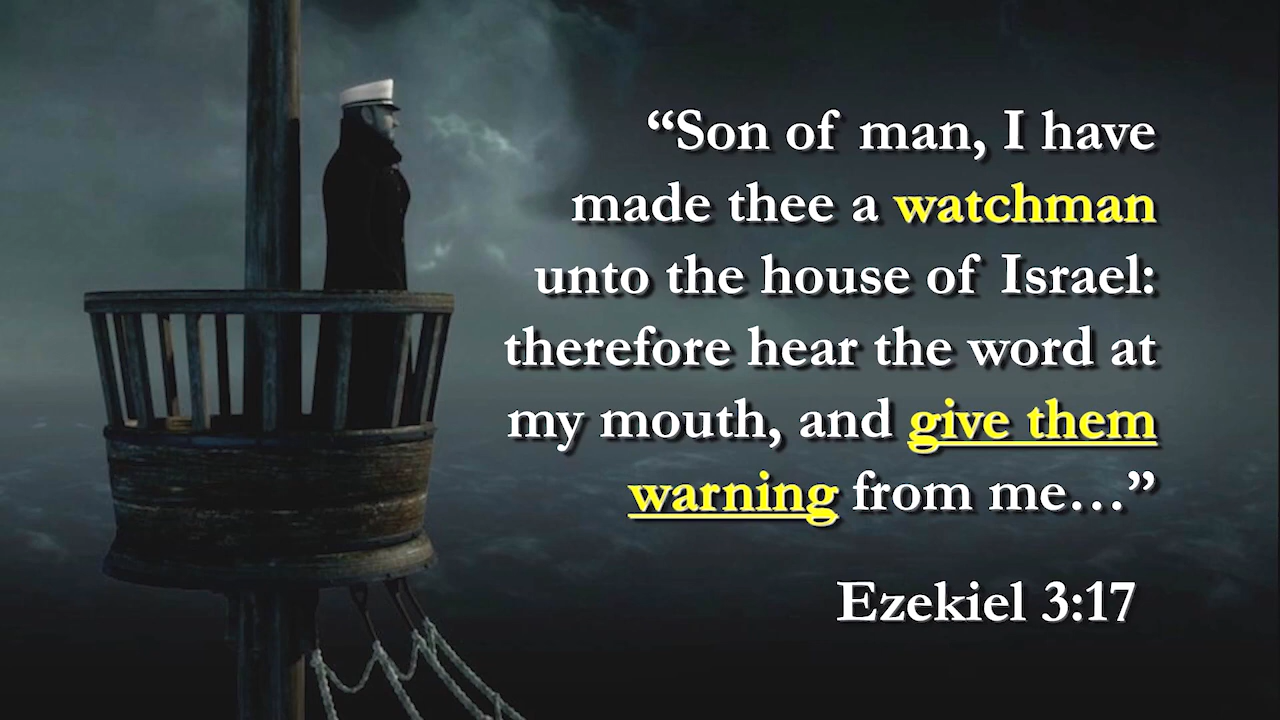 “Son of man, I have
made thee a watchman
unto the house of Israel:
therefore hear the word at
my mouth, and give them
warning from me…”
Ezekiel 3:17